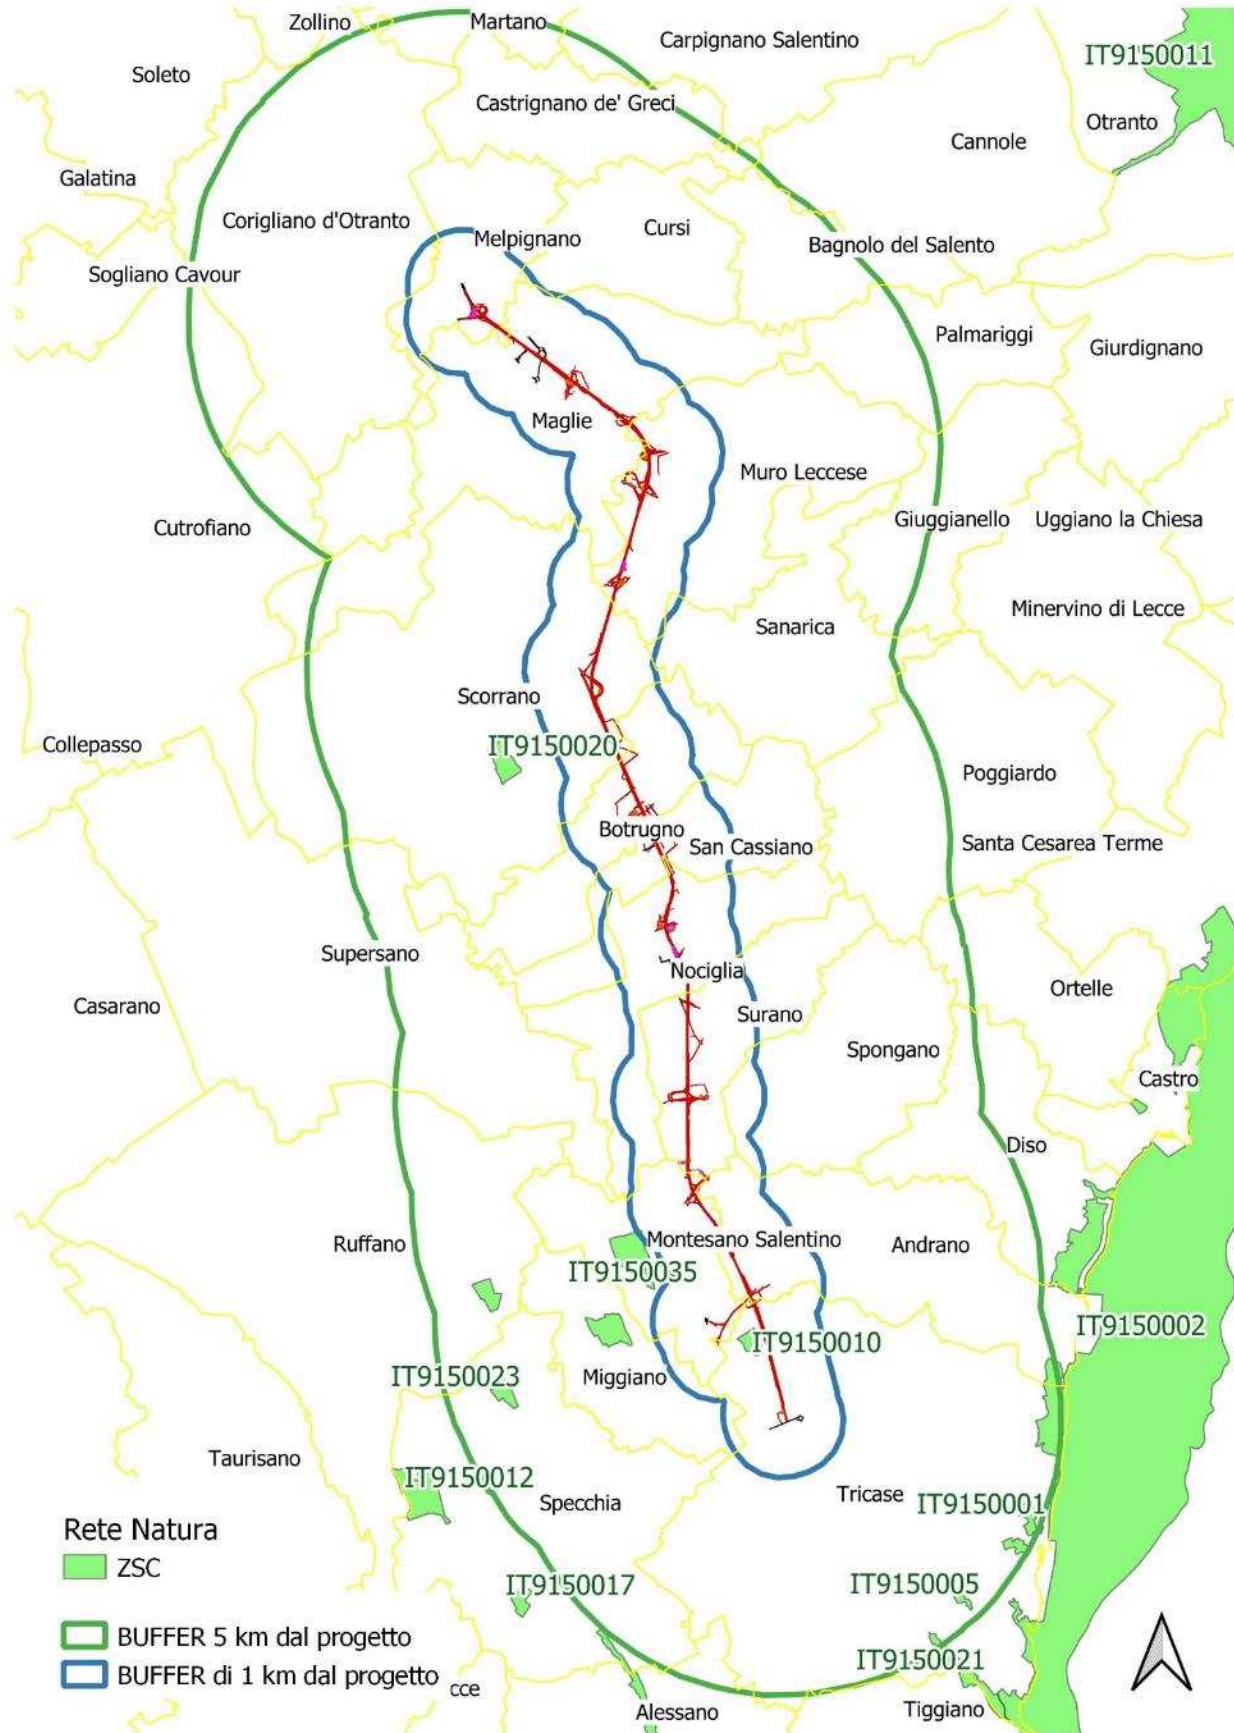 Zollino
Martano
Carpignano Salentino
IT9150011
Soleto
Castrignano de' Greci
Otranto
Cannole
Galatina
Corigliano d'Otranto
Cursi
Melpignano
Bagnolo del Salento
Sogliano Cavour
Palmariggi
Giurdignano
Maglie
Muro Leccese
Cutrofiano
Giuggianello
Uggiano la Chiesa
Minervino di Lecce
Sanarica
Scorrano
IT9150020
Collepasso
Poggiardo
Botrugno
San Cassiano
Santa Cesarea Terme
Supersano
Nociglia
Ortelle
Casarano
Surano
Spongano
Castro
Diso
Ruffano
Montesano Salentino
Andrano
IT9150035
IT9150002
IT9150010
IT9150023
Miggiano
Taurisano
IT9150012
Specchia
Tricase
IT9150001
Rete Natura
ZSC
IT9150017
IT9150005
BUFFER 5 km dal progetto
IT9150021
BUFFER di 1 km dal progetto
cce
Alessano
Tiggiano